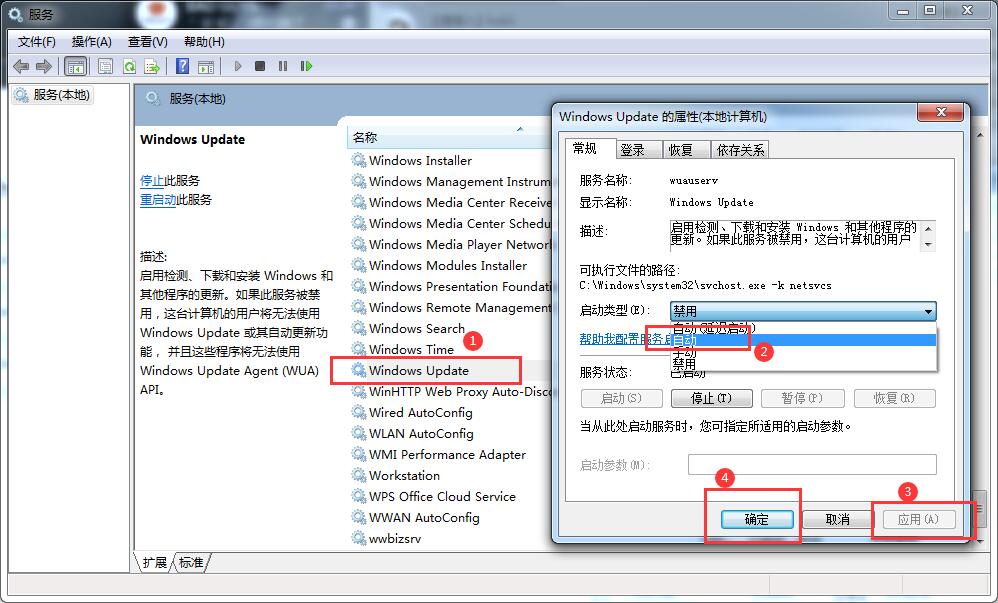 服务
文件(F) 操作(A) 查看(V) 帮助(H)
服务(本地)
服务(本地)
Windows Update
停止此服务
重启动此服务
描述:
启用检测、下载和安装 Windows 和
其他程序的更新。如果此服务被禁
用，这台计算机的用户将无法使用
Windows Update 或其自动更新功
能，并且这些程序将无法使用
Windows Update Agent (WUA)
API。
名称
Windows Installer
Windows Management Instrum
Windows Media Center Receive
Windows Media Center Schedu
Windows Media Player Network
Windows Modules Installer
Windows Presentation Foundati
Windows Remote Management
Windows Search
Windows Time
1
Windows Update
WinHTTP Web Proxy Auto-Disco
Wired AutoConfig
WLAN AutoConfig
WMI Performance Adapter
Workstation
WPS Office Cloud Service
WWAN AutoConfig
wwbizsrv
扩展 标准
Windows Update 的属性(本地计算机)
常规 登录 恢复 依存关系
服务名称: wuauserv
显示名称: Windows Update
描述: 启用检测、下载和安装 Windows 和其他程序的
更新。如果此服务被禁用，这台计算机的用户
可执行文件的路径:
C:\Windows\system32\svchost.exe -k netsvcs
启动类型(E): 禁用
自动(延迟启动)
帮助我配置服务启
自动
2
手动
禁用
服务状态: 已启动
启动(S) 停止(T) 暂停(P) 恢复(R)
当从此处启动服务时，您可指定所适用的启动参数。
启动参数(M):
4
3
确定 取消 应用(A)